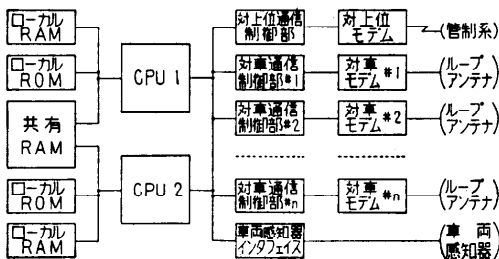 ローカル
RAM
ローカル
ROM
共有
RAM
ローカル
ROM
ローカル
RAM
CPU 1
CPU 2
対上位通信
制御部
対車通信
制御部#1
対車通信
制御部#2
対車通信
制御部#n
車両感知器
インタフェイス
対上位
モデム
対車
モデム#1
対車
モデム#2
対車
モデム#n
(管制系)
(ループ
アンテナ)
(ループ
アンテナ)
(ループ
アンテナ)
(車両
感知器)